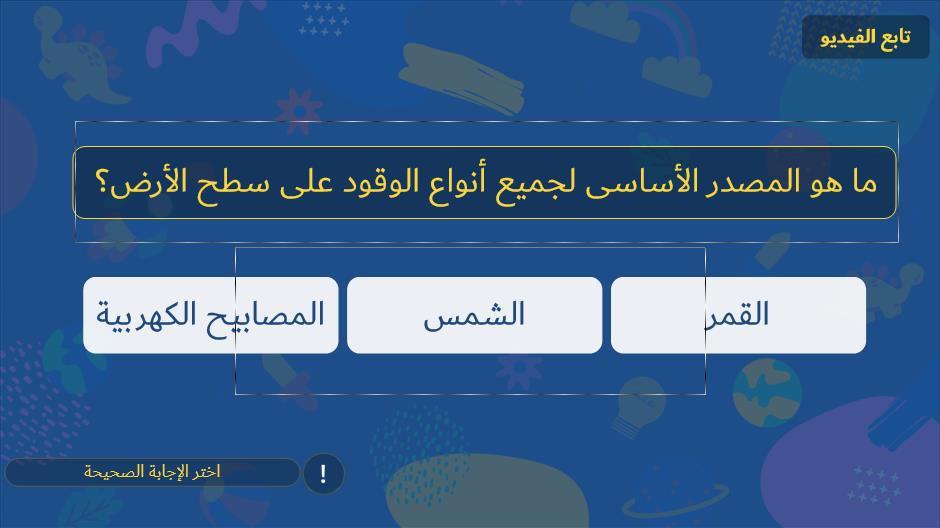 تابع الفيديو
ما هو المصدر الأساسى لجميع أنواع الوقود على سطح الأرض؟
القمر
الشمس
المصابيح الكهربية
!
اختر الإجابة الصحيحة